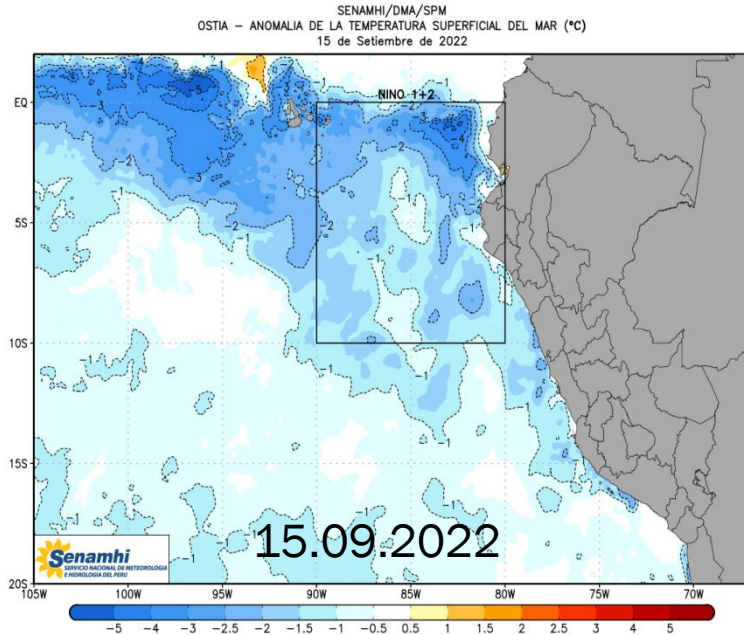 SENAMHI/DMA/SPM
OSTIA – ANOMALIA DE LA TEMPERATURA SUPERFICIAL DEL MAR (°C)
15 de Setiembre de 2022
NINO 1+2
EQ
5S
10S
15S
20S
15.09.2022
Senamhi
SERVICIO NACIONAL DE METEOROLOGIA
E HIDROLOGIA DEL PERU
105W 100W 95W 90W 85W 80W 75W 70W
-5 -4 -3 -2.5 -2 -1.5 -1 -0.5 0.5 1 1.5 2 2.5 3 4 5